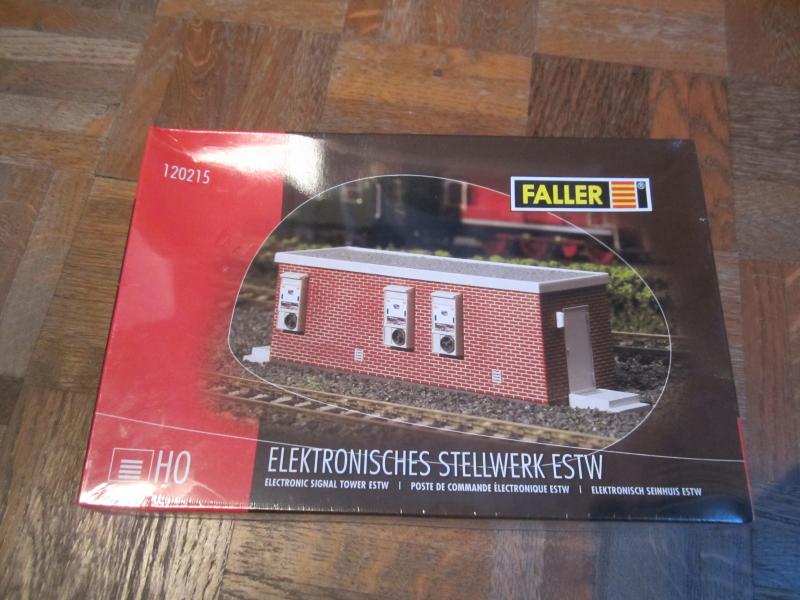 120215
FALLER ®
HO
ELEKTRONISCHES STELLWERK ESTW
ELECTRONIC SIGNAL TOWER ESTW | POSTE DE COMMANDE ÉLECTRONIQUE ESTW | ELEKTRONISCH SEINHUIS ESTW